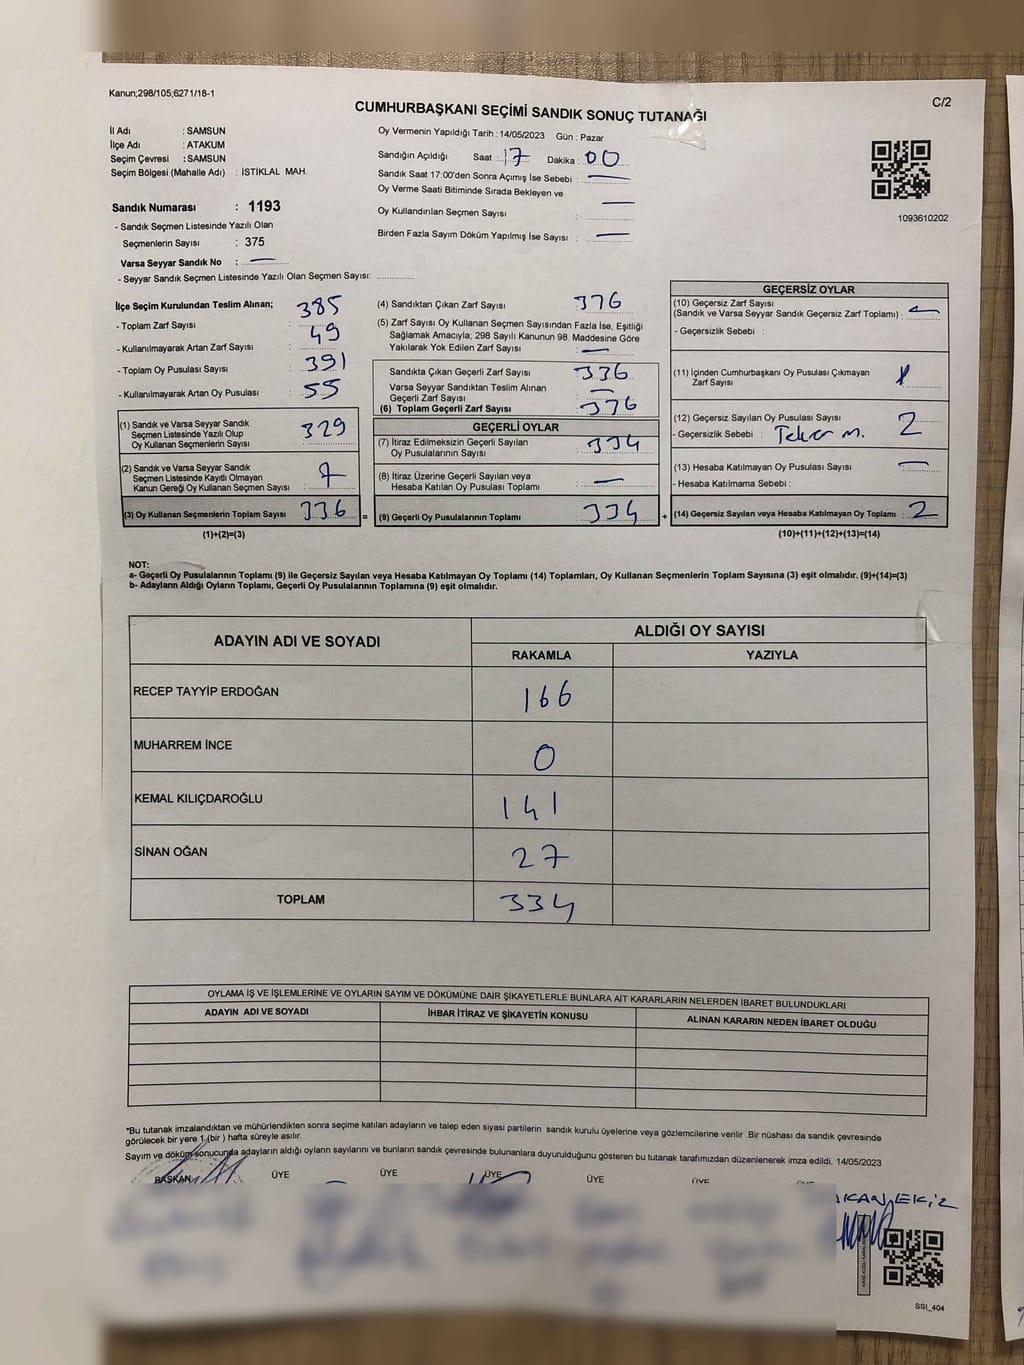 Kanun;298/105;6271/18-1
C/2
CUMHURBAŞKANI SEÇİMİ SANDIK SONUÇ TUTANAĞI
İl Adı : SAMSUN
İlçe Adı : ATAKUM
Seçim Çevresi : SAMSUN
Seçim Bölgesi (Mahalle Adı) : İSTİKLAL MAH.
Sandık Numarası : 1193
- Sandık Seçmen Listesinde Yazılı Olan
Seçmenlerin Sayısı : 375
Varsa Seyyar Sandık No : —
- Seyyar Sandık Seçmen Listesinde Yazılı Olan Seçmen Sayısı:
Oy Vermenin Yapıldığı Tarih : 14/05/2023 Gün : Pazar
Sandığın Açıldığı Saat : 17 Dakika : 00
Sandık Saat 17:00'den Sonra Açımış İse Sebebi : —
Oy Verme Saati Bitiminde Sırada Bekleyen ve
Oy Kullandırılan Seçmen Sayısı : —
Birden Fazla Sayım Döküm Yapılmış İse Sayısı : —
1093610202
İlçe Seçim Kurulundan Teslim Alınan;
- Toplam Zarf Sayısı : 385
- Kullanılmayarak Artan Zarf Sayısı : 49
- Toplam Oy Pusulası Sayısı : 391
- Kullanılmayarak Artan Oy Pusulası : 55
(1) Sandık ve Varsa Seyyar Sandık
Seçmen Listesinde Yazılı Olup
Oy Kullanan Seçmenlerin Sayısı : 329
(2) Sandık ve Varsa Seyyar Sandık
Seçmen Listesinde Kayıtlı Olmayan
Kanun Gereği Oy Kullanan Seçmen Sayısı : 7
(3) Oy Kullanan Seçmenlerin Toplam Sayısı : 336 =
(1)+(2)=(3)
(4) Sandıktan Çıkan Zarf Sayısı : 376
(5) Zarf Sayısı Oy Kullanan Seçmen Sayısından Fazla İse, Eşitliği
Sağlamak Amacıyla; 298 Sayılı Kanunun 98. Maddesine Göre
Yakılarak Yok Edilen Zarf Sayısı : —
Sandıkta Çıkan Geçerli Zarf Sayısı : 336
Varsa Seyyar Sandıktan Teslim Alınan
Geçerli Zarf Sayısı : —
(6) Toplam Geçerli Zarf Sayısı : 376
GEÇERLİ OYLAR
(7) İtiraz Edilmeksizin Geçerli Sayılan
Oy Pusulalarının Sayısı : 334
(8) İtiraz Üzerine Geçerli Sayılan veya
Hesaba Katılan Oy Pusulası Toplamı : —
(9) Geçerli Oy Pusulalarının Toplamı : 334 +
GEÇERSİZ OYLAR
(10) Geçersiz Zarf Sayısı
(Sandık ve Varsa Seyyar Sandık Geçersiz Zarf Toplamı) : —
- Geçersizlik Sebebi :
(11) İçinden Cumhurbaşkanı Oy Pusulası Çıkmayan
Zarf Sayısı :
(12) Geçersiz Sayılan Oy Pusulası Sayısı : 2
- Geçersizlik Sebebi :
(13) Hesaba Katılmayan Oy Pusulası Sayısı : —
- Hesaba Katılmama Sebebi :
(14) Geçersiz Sayılan veya Hesaba Katılmayan Oy Toplamı : 2
(10)+(11)+(12)+(13)=(14)
NOT:
a- Geçerli Oy Pusulalarının Toplamı (9) ile Geçersiz Sayılan veya Hesaba Katılmayan Oy Toplamı (14) Toplamları, Oy Kullanan Seçmenlerin Toplam Sayısına (3) eşit olmalıdır. (9)+(14)=(3)
b- Adayların Aldığı Oyların Toplamı, Geçerli Oy Pusulalarının Toplamına (9) eşit olmalıdır.
ADAYIN ADI VE SOYADI ALDIĞI OY SAYISI
RAKAMLA YAZIYLA
RECEP TAYYİP ERDOĞAN 166
MUHARREM İNCE 0
KEMAL KILIÇDAROĞLU 141
SİNAN OĞAN 27
TOPLAM 334
OYLAMA İŞ VE İŞLEMLERİNE VE OYLARIN SAYIM VE DÖKÜMÜNE DAİR ŞİKAYETLERLE BUNLARA AİT KARARLARIN NELERDEN İBARET BULUNDUKLARI
ADAYIN ADI VE SOYADI İHBAR İTİRAZ VE ŞİKAYETİN KONUSU ALINAN KARARIN NEDEN İBARET OLDUĞU
*Bu tutanak imzalandıktan ve mühürlendikten sonra seçime katılan adayların ve talep eden siyasi partilerin sandık kurulu üyelerine veya gözlemcilerine verilir .Bir nüshası da sandık çevresinde
görülecek bir yere 1 (bir ) hafta süreyle asılır.
Sayım ve döküm sonucunda adayların aldığı oyların sayılarını ve bunların sandık çevresinde bulunanlara duyurulduğunu gösteren bu tutanak tarafımızdan düzenlenerek imza edildi. 14/05/2023
BAŞKAN ÜYE ÜYE ÜYE ÜYE ÜYE ÜYE
EKİZ
SSI_404